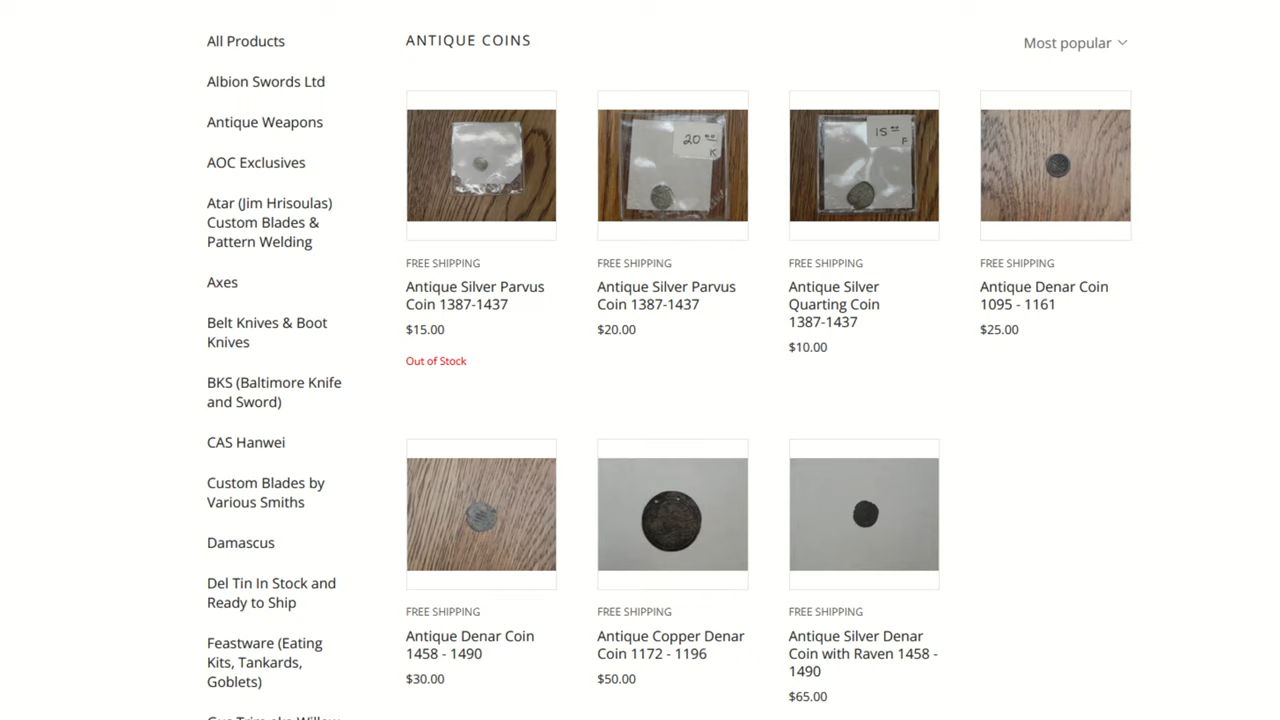 All Products
Albion Swords Ltd
Antique Weapons
AOC Exclusives
Atar (Jim Hrisoulas)
Custom Blades &
Pattern Welding
Axes
Belt Knives & Boot
Knives
BKS (Baltimore Knife
and Sword)
CAS Hanwei
Custom Blades by
Various Smiths
Damascus
Del Tin In Stock and
Ready to Ship
Feastware (Eating
Kits, Tankards,
Goblets)
ANTIQUE COINS
Most popular
FREE SHIPPING
Antique Silver Parvus
Coin 1387-1437
$15.00
Out of Stock
20.00
K
FREE SHIPPING
Antique Silver Parvus
Coin 1387-1437
$20.00
15.00
F
FREE SHIPPING
Antique Silver
Quarting Coin
1387-1437
$10.00
FREE SHIPPING
Antique Denar Coin
1095 - 1161
$25.00
FREE SHIPPING
Antique Denar Coin
1458 - 1490
$30.00
FREE SHIPPING
Antique Copper Denar
Coin 1172 - 1196
$50.00
FREE SHIPPING
Antique Silver Denar
Coin with Raven 1458 -
1490
$65.00